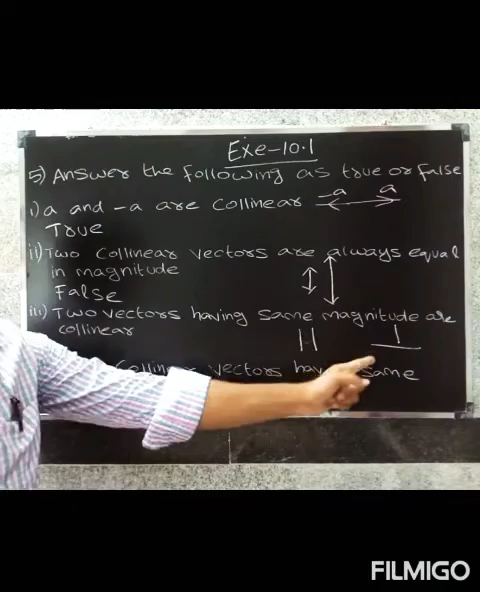 Exe-10.1
5) Answer the following as true or false
i) a and -a are collinear -a a
True
ii) Two collinear vectors are always equal
in magnitude
False
iii) Two vectors having same magnitude are
collinear
Collinear vectors having same
FILMIGO